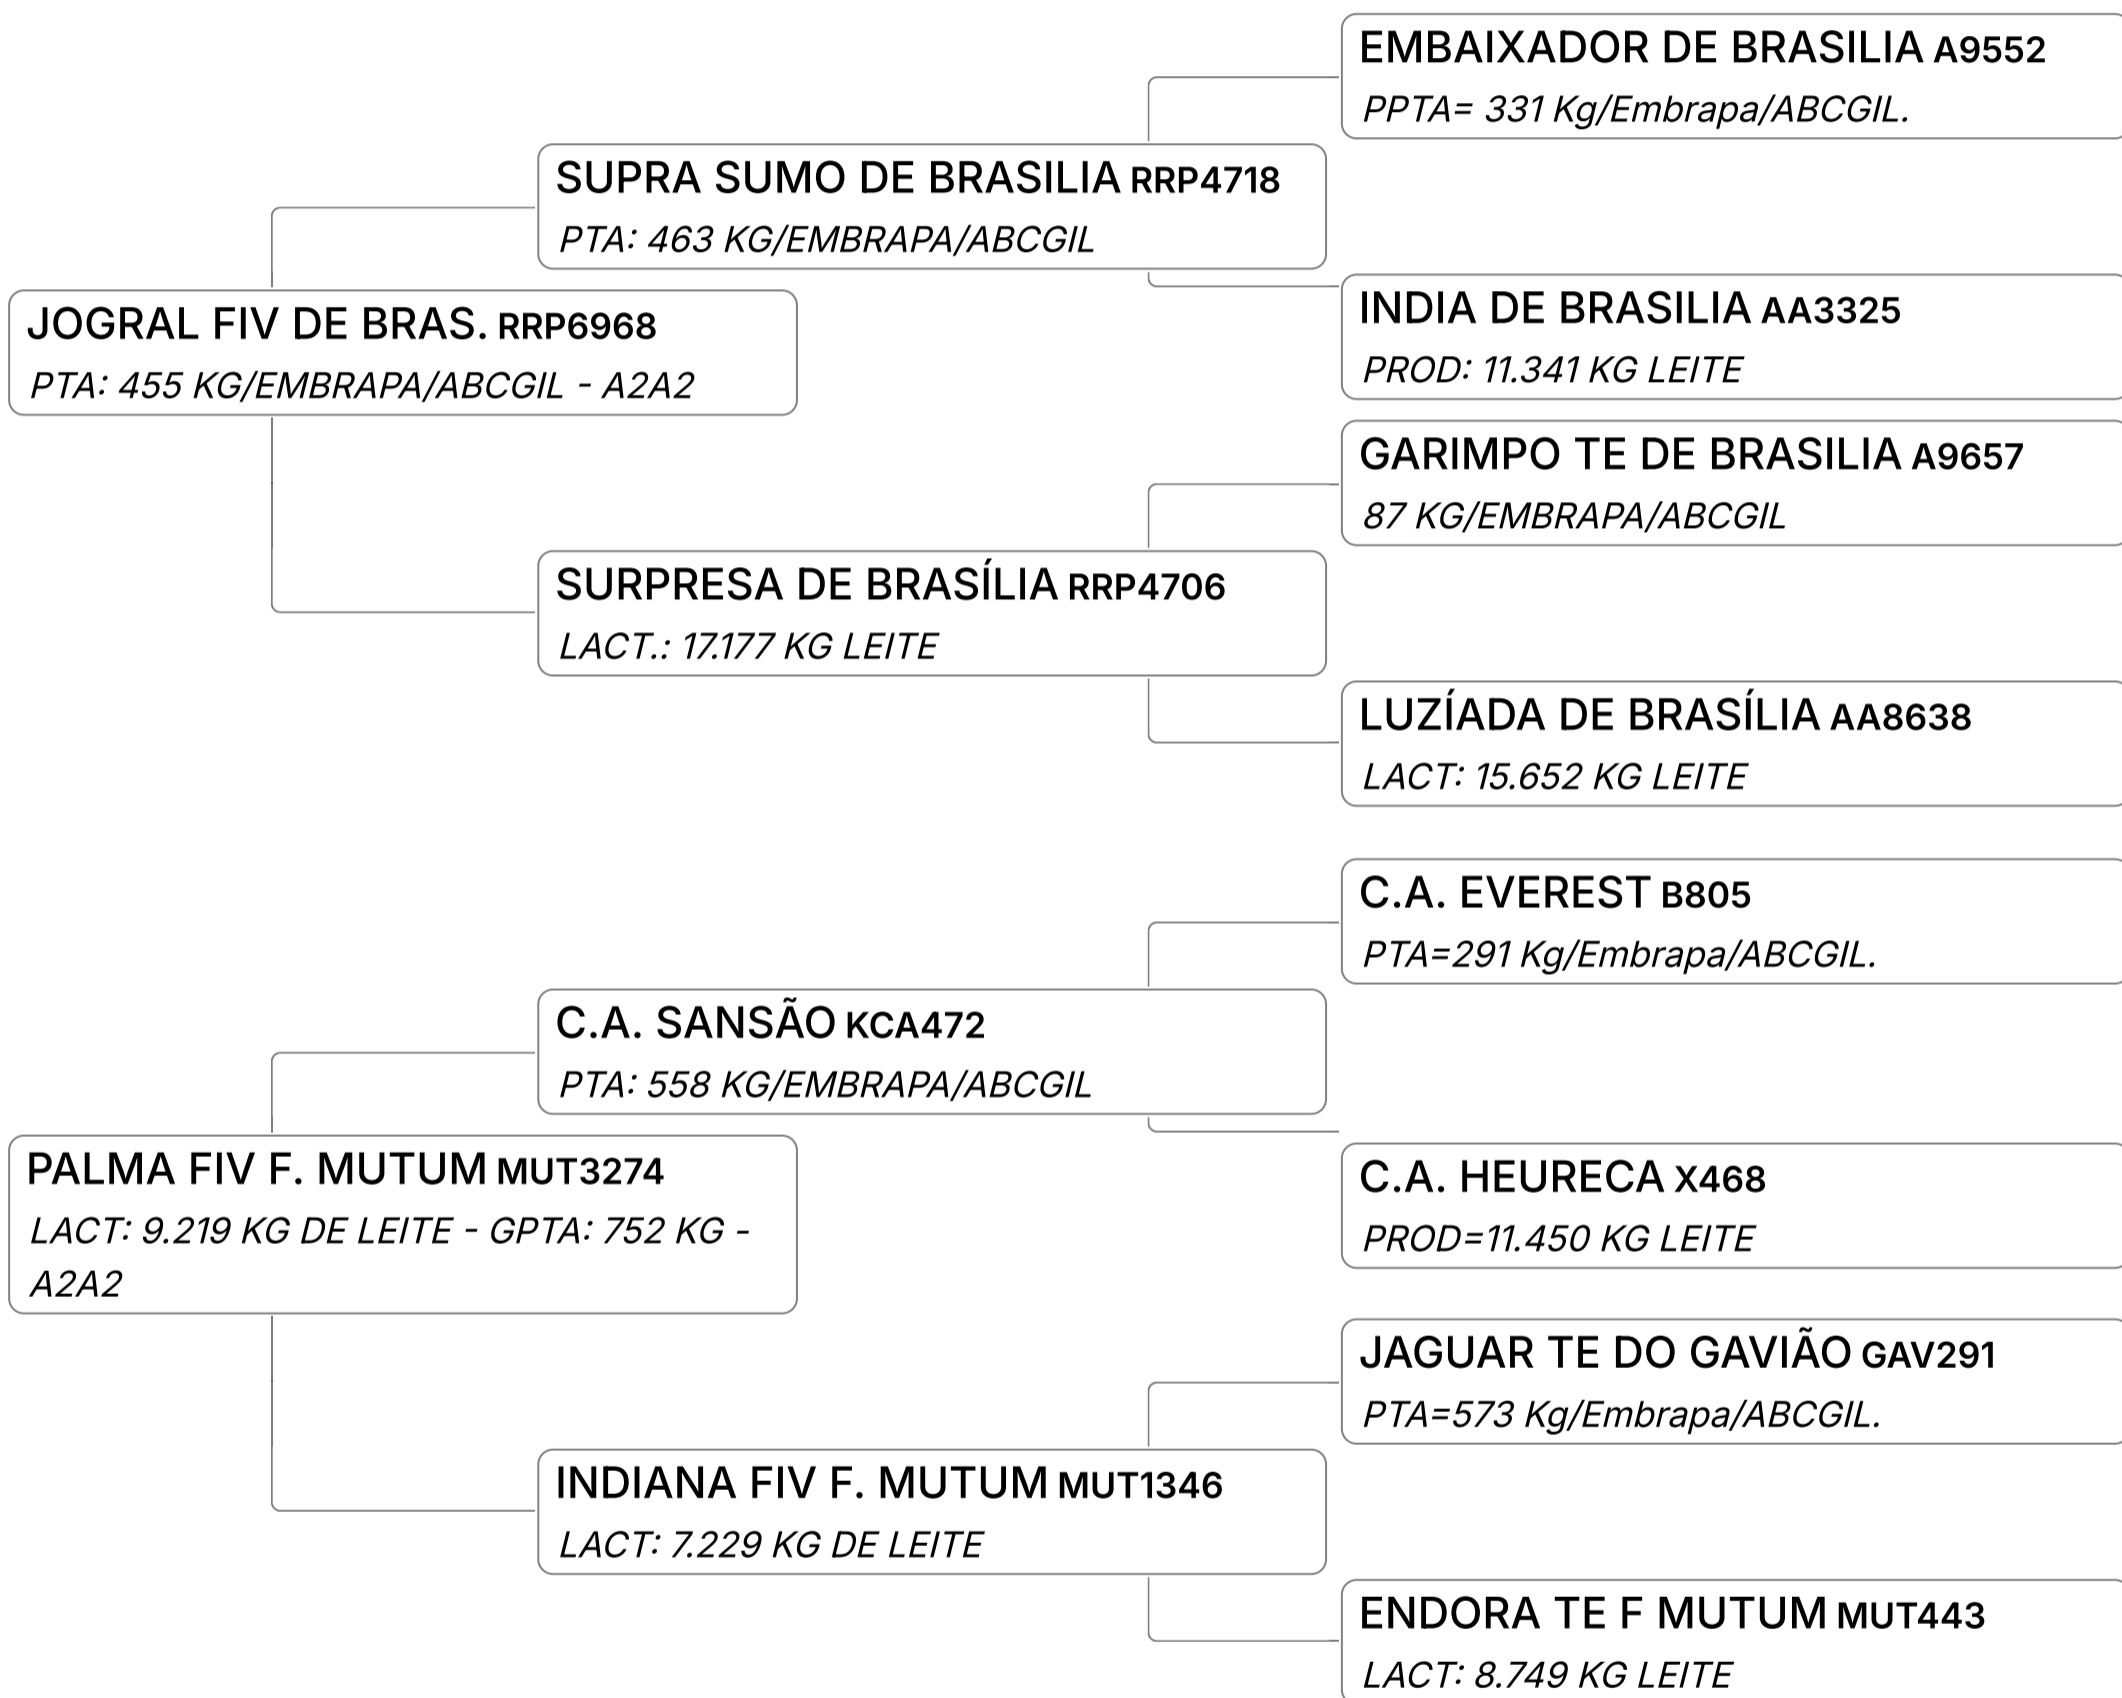 EMBAIXADOR DE BRASILIA A9552
PPTA= 331 Kg/Embrapa/ABCGIL.
SUPRA SUMO DE BRASILIA RRP4718
PTA: 463 KG/EMBRAPA/ABCGIL
INDIA DE BRASILIA AA3325
PROD: 11.341 KG LEITE
JOGRAL FIV DE BRAS. RRP6968
PTA: 455 KG/EMBRAPA/ABCGIL - A2A2
GARIMPO TE DE BRASILIA A9657
87 KG/EMBRAPA/ABCGIL
SURPRESA DE BRASÍLIA RRP4706
LACT.: 17.177 KG LEITE
LUZÍADA DE BRASÍLIA AA8638
LACT: 15.652 KG LEITE
C.A. EVEREST B805
PTA=291 Kg/Embrapa/ABCGIL.
C.A. SANSÃO KCA472
PTA: 558 KG/EMBRAPA/ABCGIL
C.A. HEURECA X468
PROD=11.450 KG LEITE
PALMA FIV F. MUTUM MUT3274
LACT: 9.219 KG DE LEITE - GPTA: 752 KG -
A2A2
JAGUAR TE DO GAVIÃO GAV291
PTA=573 Kg/Embrapa/ABCGIL.
INDIANA FIV F. MUTUM MUT1346
LACT: 7.229 KG DE LEITE
ENDORA TE F MUTUM MUT443
LACT: 8.749 KG LEITE